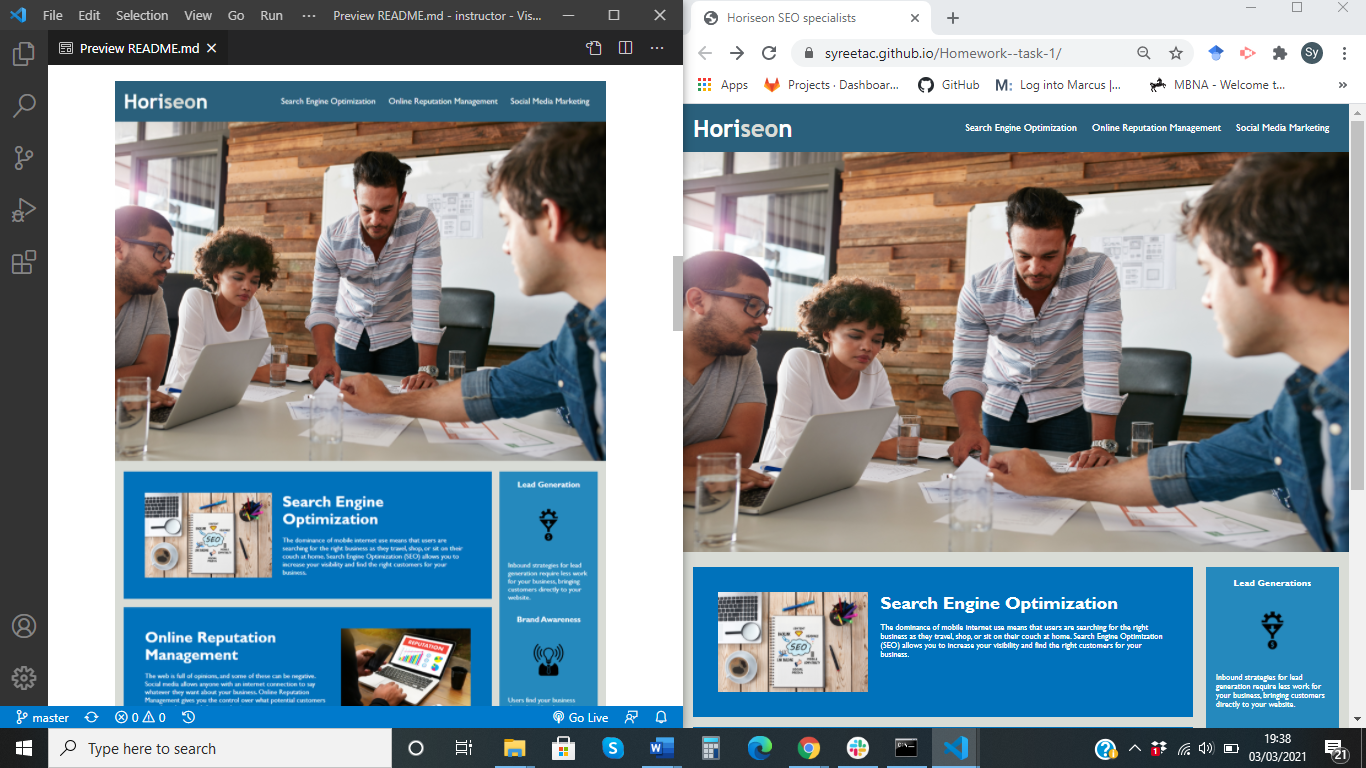 File Edit Selection View Go Run ··· Preview README.md - instructor - Vis...
Preview README.md
Horiseon
Search Engine Optimization Online Reputation Management Social Media Marketing
Search Engine
Optimization
The dominance of mobile internet use means that users are
searching for the right business as they travel, shop, or sit on their
couch at home. Search Engine Optimization (SEO) allows you to
increase your visibility and find the right customers for your
business.
Lead Generation
Inbound strategies for lead
generation require less work
for your business, bringing
customers directly to your
website.
Brand Awareness
Users find your business
Online Reputation
Management
The web is full of opinions, and some of these can be negative.
Social media allows anyone with an internet connection to say
whatever they want about your business. Online Reputation
Management gives you the control over what potential customers
REPUTATION
SEO
master 0 0 Go Live
Horiseon SEO specialists
syreetac.github.io/Homework--task-1/
Sy
Apps Projects · Dashboar... GitHub M: Log into Marcus |... MBNA - Welcome t... »
Horiseon
Search Engine Optimization Online Reputation Management Social Media Marketing
SEO
Search Engine Optimization
The dominance of mobile internet use means that users are searching for the right
business as they travel, shop, or sit on their couch at home. Search Engine Optimization
(SEO) allows you to increase your visibility and find the right customers for your
business.
Lead Generations
Inbound strategies for lead
generation require less work for
your business, bringing customers
directly to your website.
Type here to search
19:38
03/03/2021
21